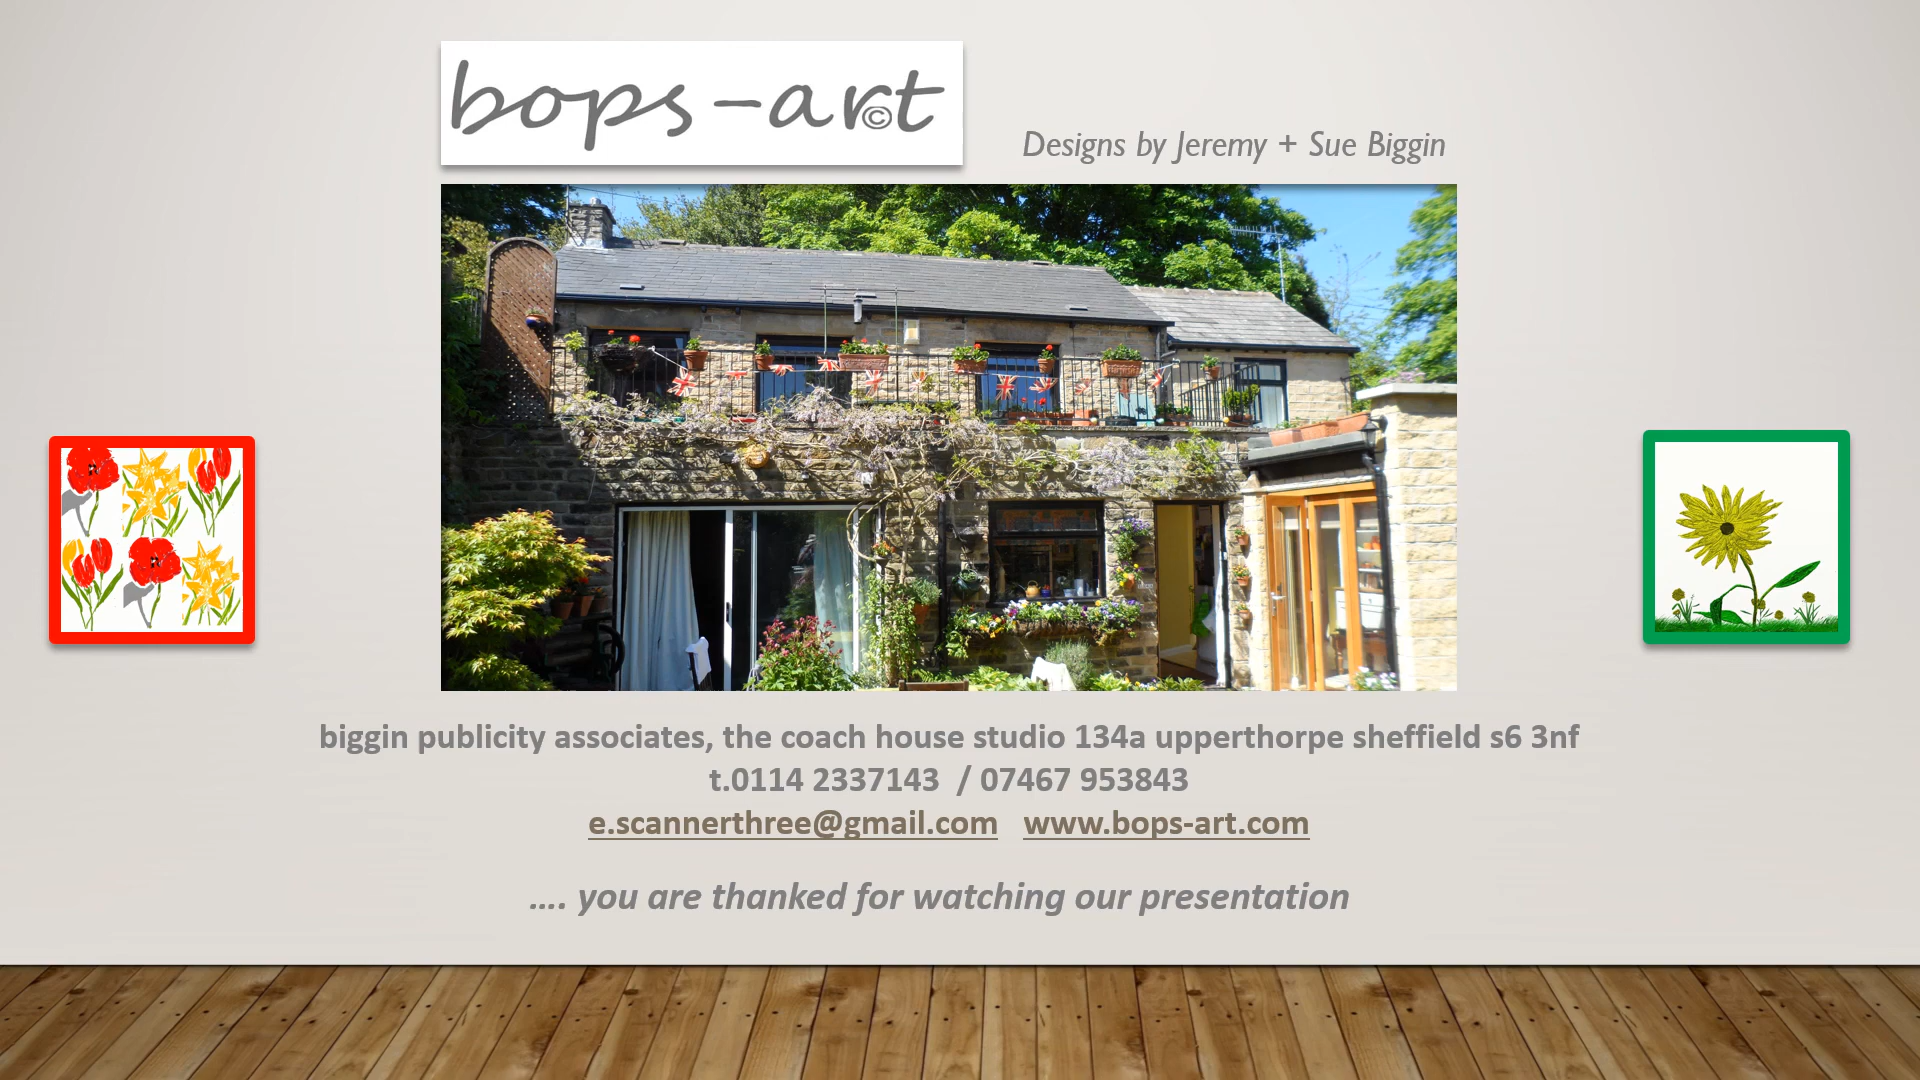 bops-art©
Designs by Jeremy + Sue Biggin
biggin publicity associates, the coach house studio 134a upperthorpe sheffield s6 3nf
t.0114 2337143 / 07467 953843
e.scannerthree@gmail.com www.bops-art.com
.... you are thanked for watching our presentation